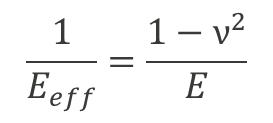 1/E_eff = (1 − ν²)/E